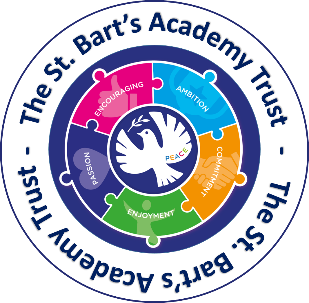 The St. Bart's Academy Trust -
The St. Bart's Academy Trust -
ENCOURAGING
AMBITION
COMMITMENT
ENJOYMENT
PASSION
PEACE